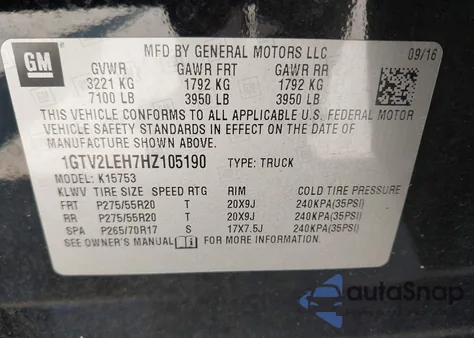 GM
MFD BY GENERAL MOTORS LLC
09/16
GVWR GAWR FRT GAWR RR
3221 KG 1792 KG 1792 KG
7100 LB 3950 LB 3950 LB
THIS VEHICLE CONFORMS TO ALL APPLICABLE U.S. FEDERAL MOTOR
VEHICLE SAFETY STANDARDS IN EFFECT ON THE DATE OF
MANUFACTURE SHOWN ABOVE.
1GTV2LEH7HZ105190 TYPE: TRUCK
MODEL: K15753
KLWV TIRE SIZE SPEED RTG RIM COLD TIRE PRESSURE
FRT P275/55R20 T 20X9J 240KPA(35PSI)
RR P275/55R20 T 20X9J 240KPA(35PSI)
SPA P265/70R17 S 17X7.5J 240KPA(35PSI)
SEE OWNER'S MANUAL FOR MORE INFORMATION
autoSnap